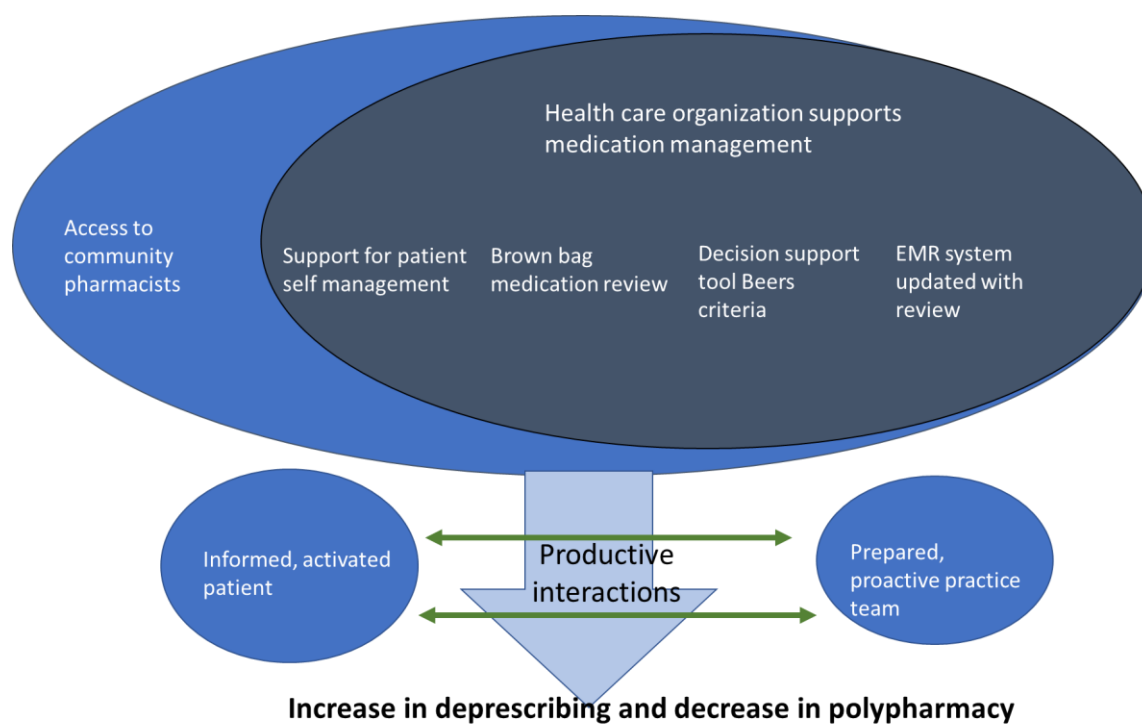 Health care organization supports
medication management
Access to
community
pharmacists
Support for patient
self management
Brown bag
medication review
Decision support
tool Beers
criteria
EMR system
updated with
review
Informed, activated
patient
Productive
interactions
Prepared,
proactive practice
team
Increase in deprescribing and decrease in polypharmacy